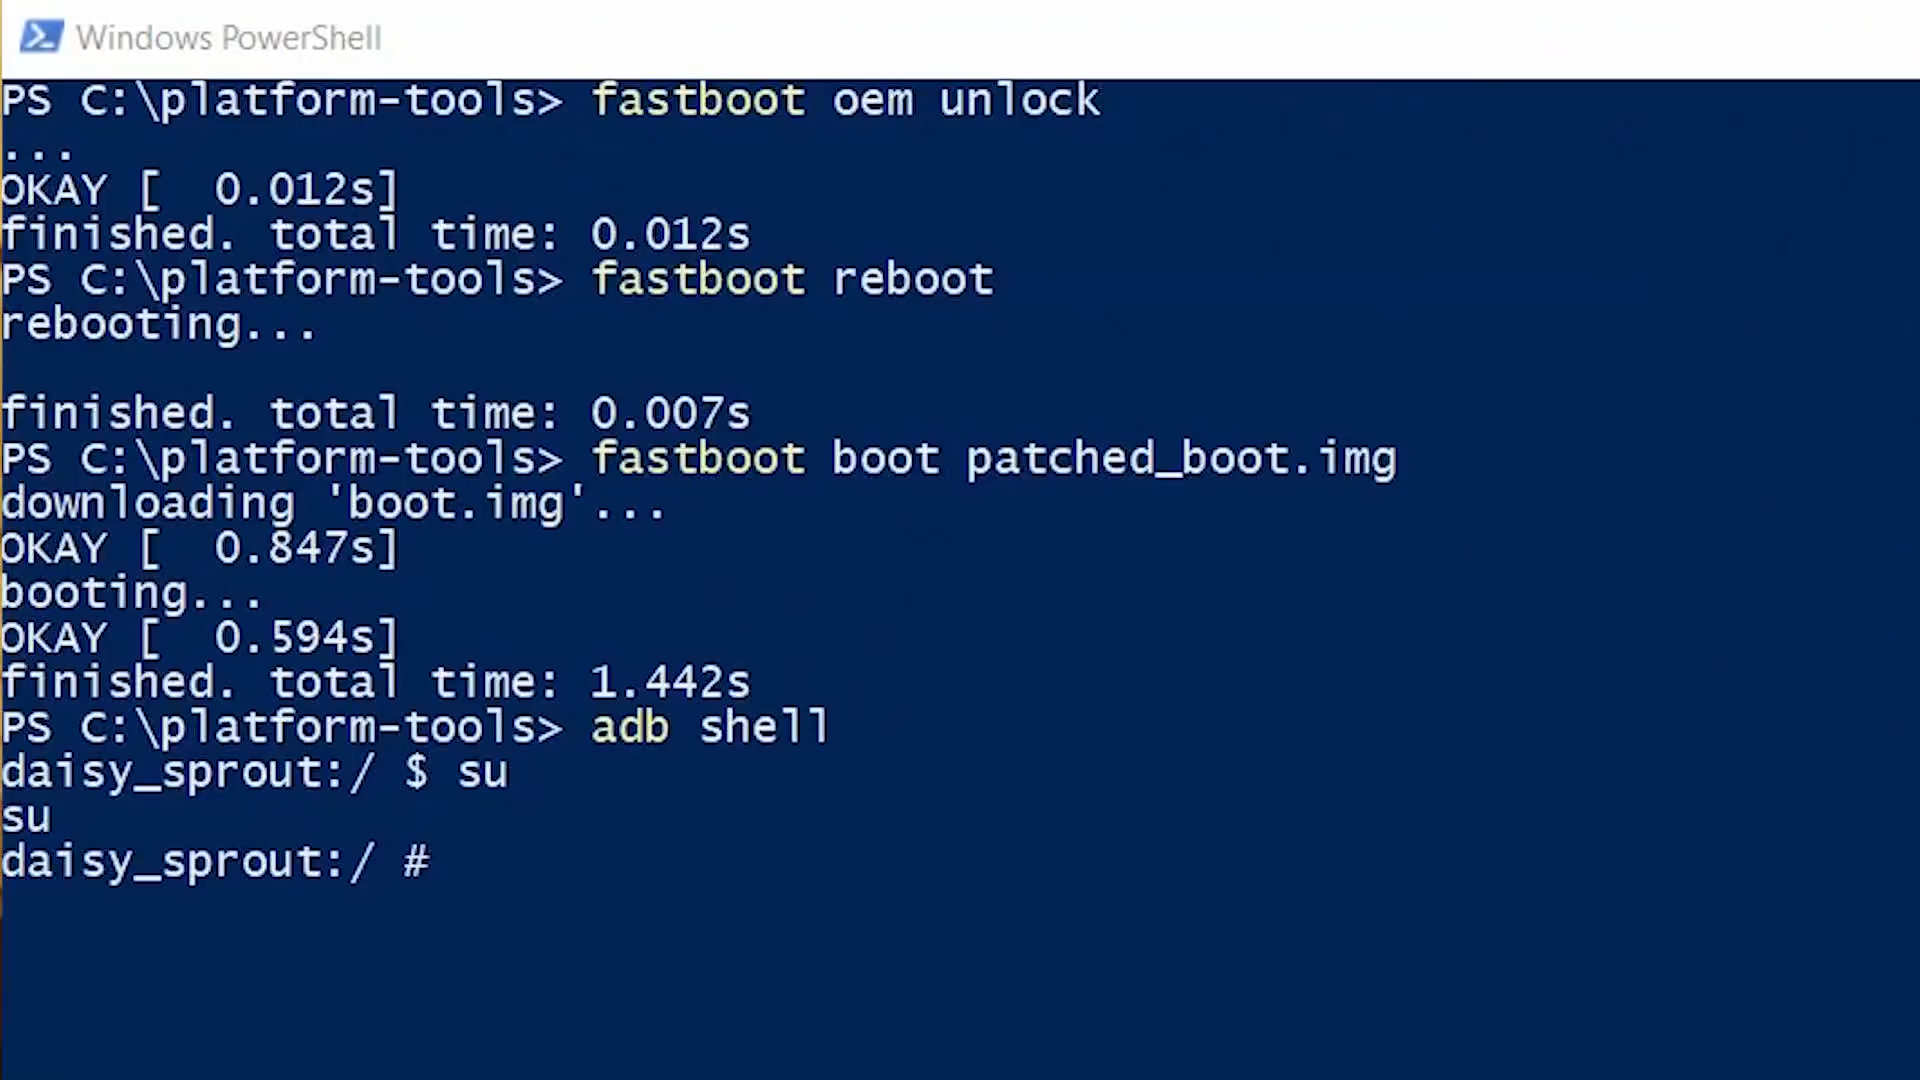 Windows PowerShell
PS C:\platform-tools> fastboot oem unlock
...
OKAY [  0.012s]
finished. total time: 0.012s
PS C:\platform-tools> fastboot reboot
rebooting...
finished. total time: 0.007s
PS C:\platform-tools> fastboot boot patched_boot.img
downloading 'boot.img'...
OKAY [  0.847s]
booting...
OKAY [  0.594s]
finished. total time: 1.442s
PS C:\platform-tools> adb shell
daisy_sprout:/ $ su
su
daisy_sprout:/ #